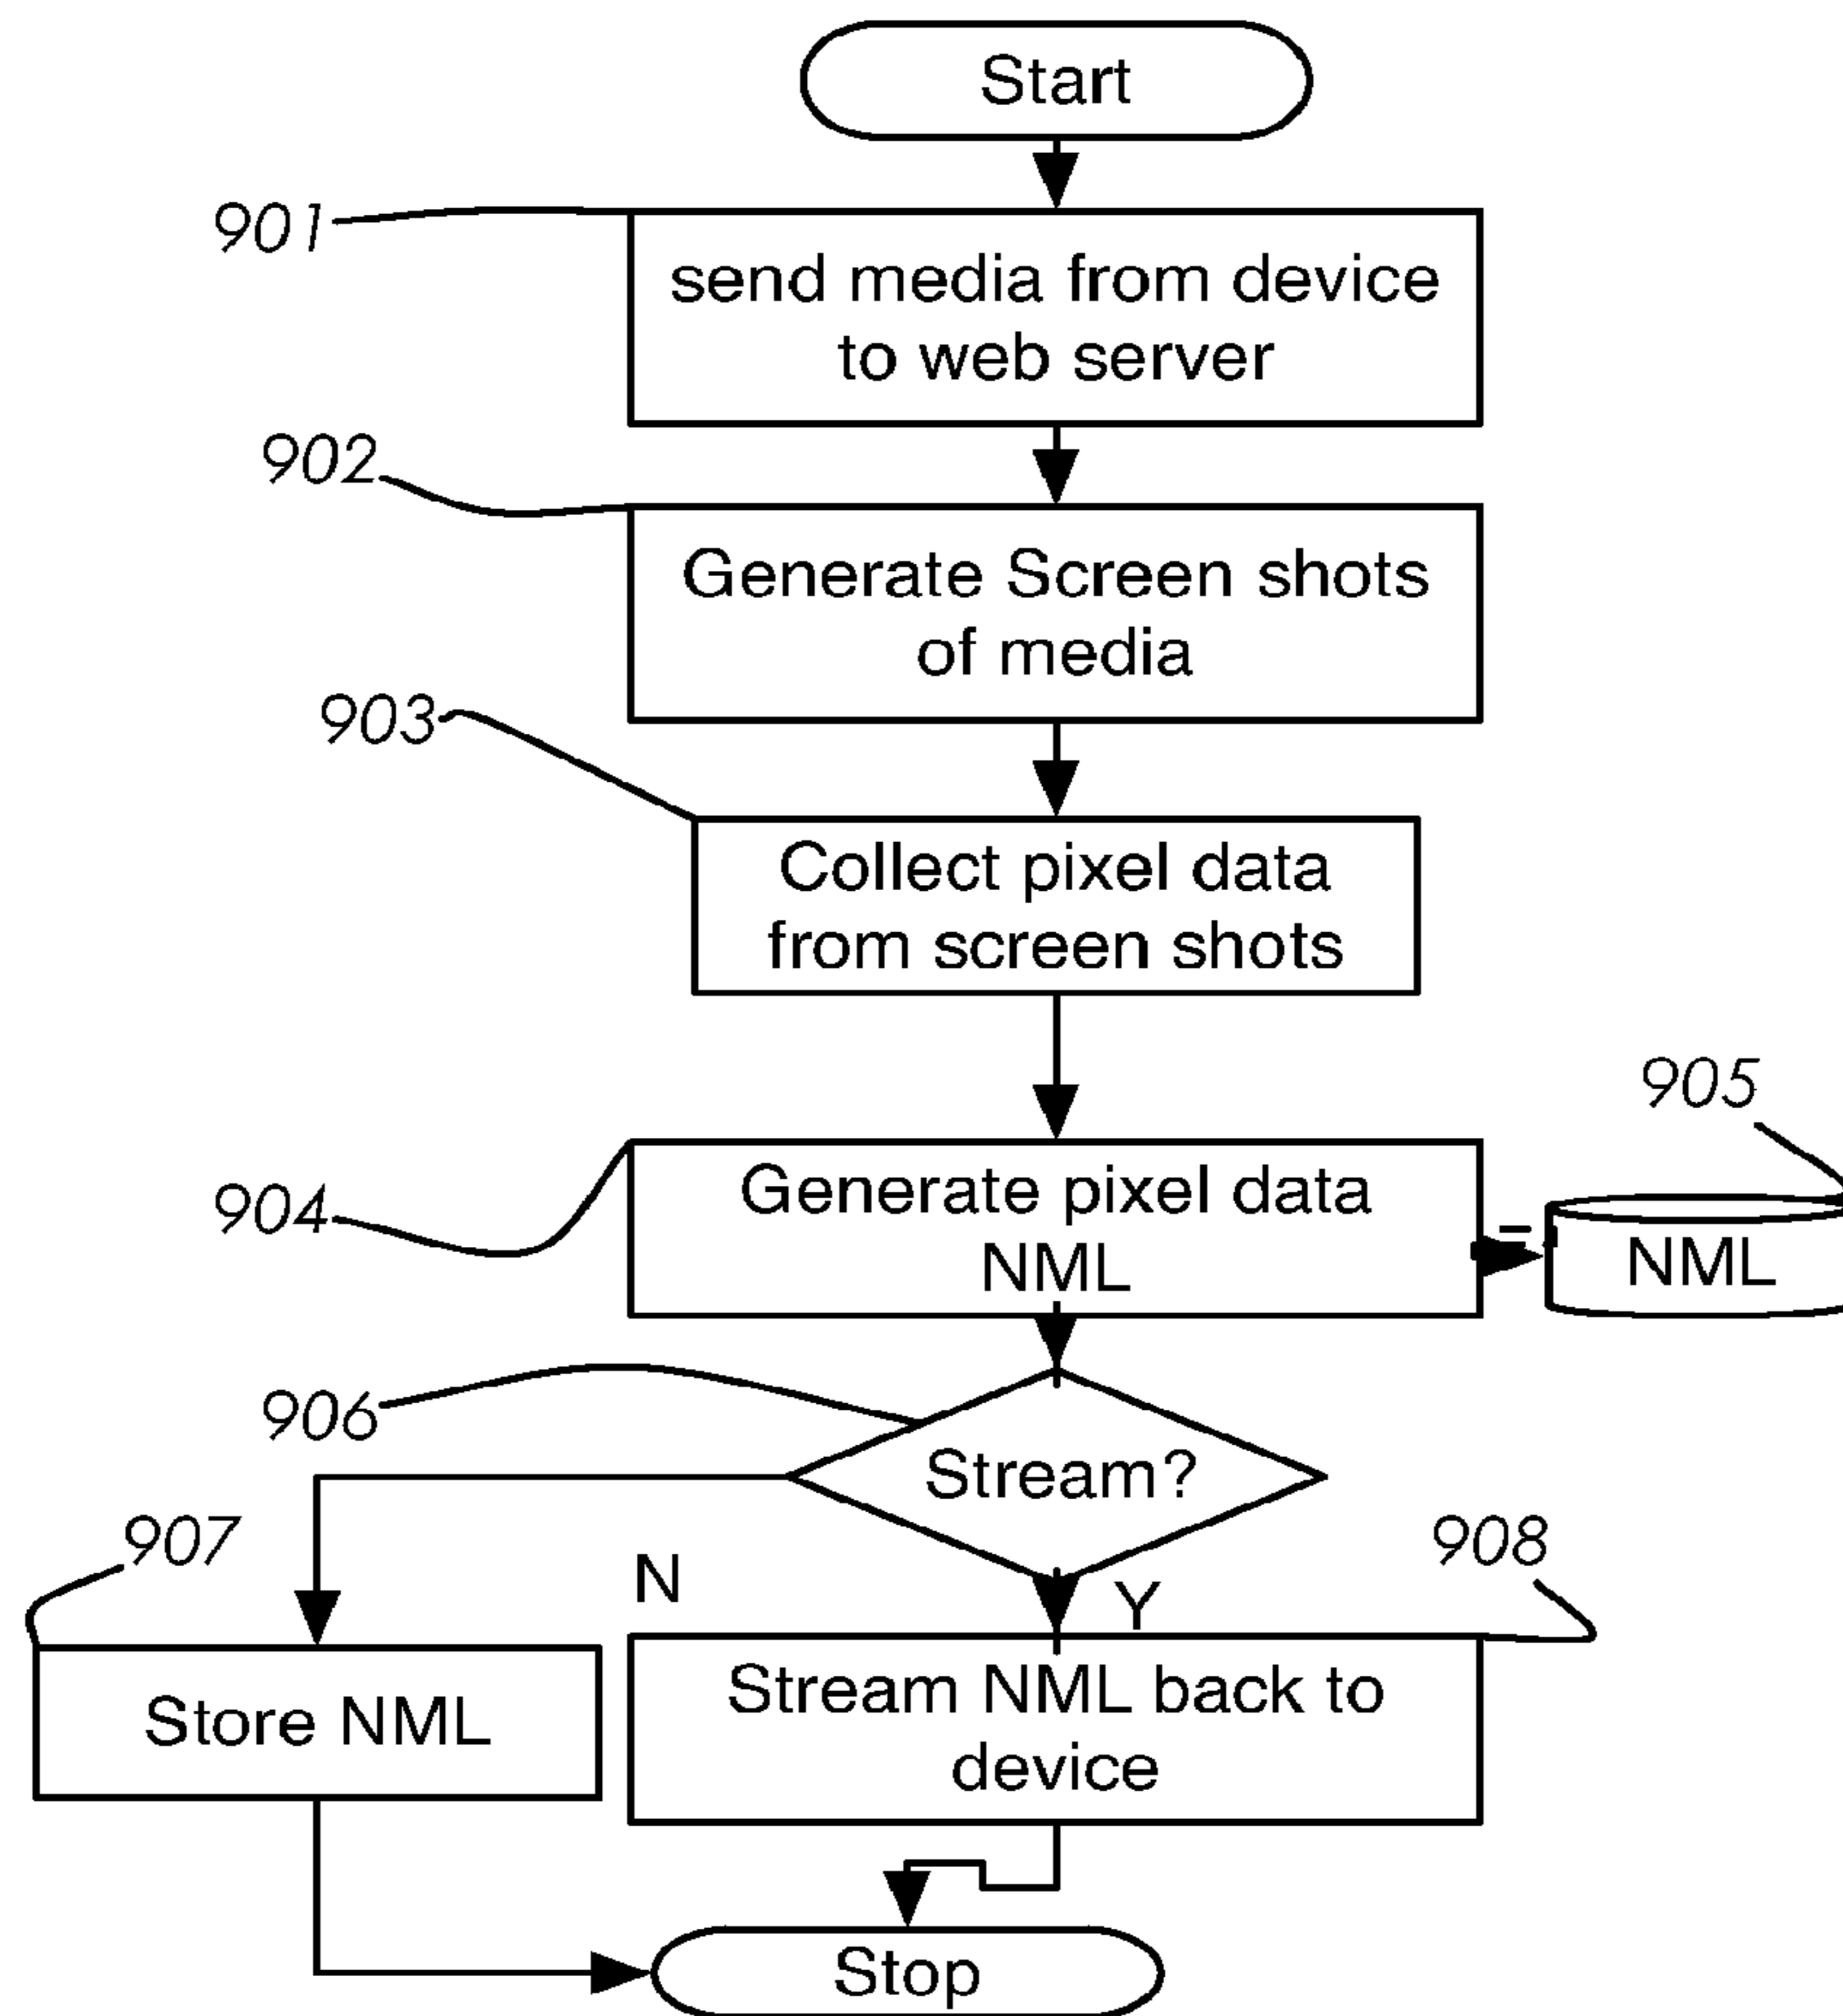 Start
901
send media from device
to web server
902
Generate Screen shots
of media
903
Collect pixel data
from screen shots
905
904
Generate pixel data
NML
NML
906
Stream?
907
N
Y
908
Store NML
Stream NML back to
device
Stop